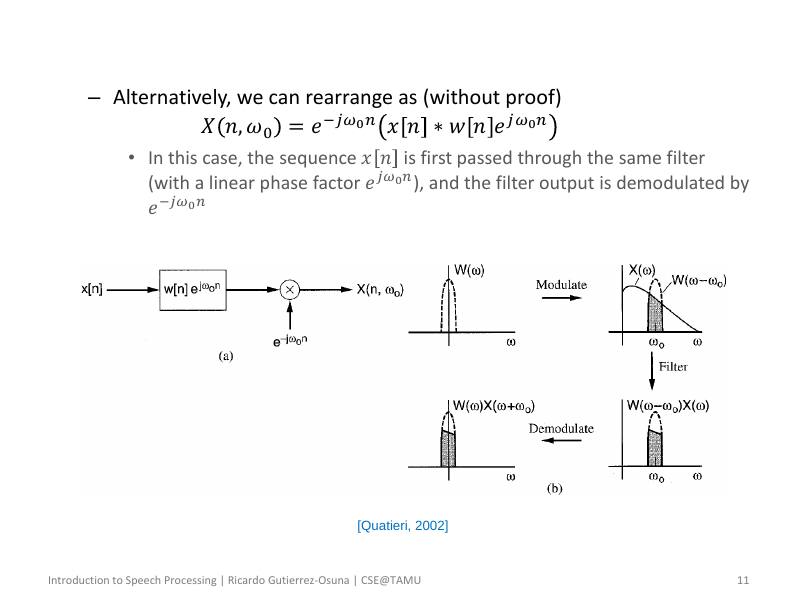 – Alternatively, we can rearrange as (without proof)
X(n, ω₀) = e^{−jω₀n}(x[n] ∗ w[n]e^{jω₀n})
• In this case, the sequence x[n] is first passed through the same filter
(with a linear phase factor e^{jω₀n}), and the filter output is demodulated by
e^{−jω₀n}
x[n]
w[n] e^{jω₀n}
×
X(n, ω₀)
e^{−jω₀n}
(a)
W(ω)
ω
Modulate
X(ω)
W(ω−ω₀)
ω₀
ω
Filter
W(ω)X(ω+ω₀)
ω
Demodulate
W(ω−ω₀)X(ω)
ω₀
ω
(b)
[Quatieri, 2002]
Introduction to Speech Processing | Ricardo Gutierrez-Osuna | CSE@TAMU
11